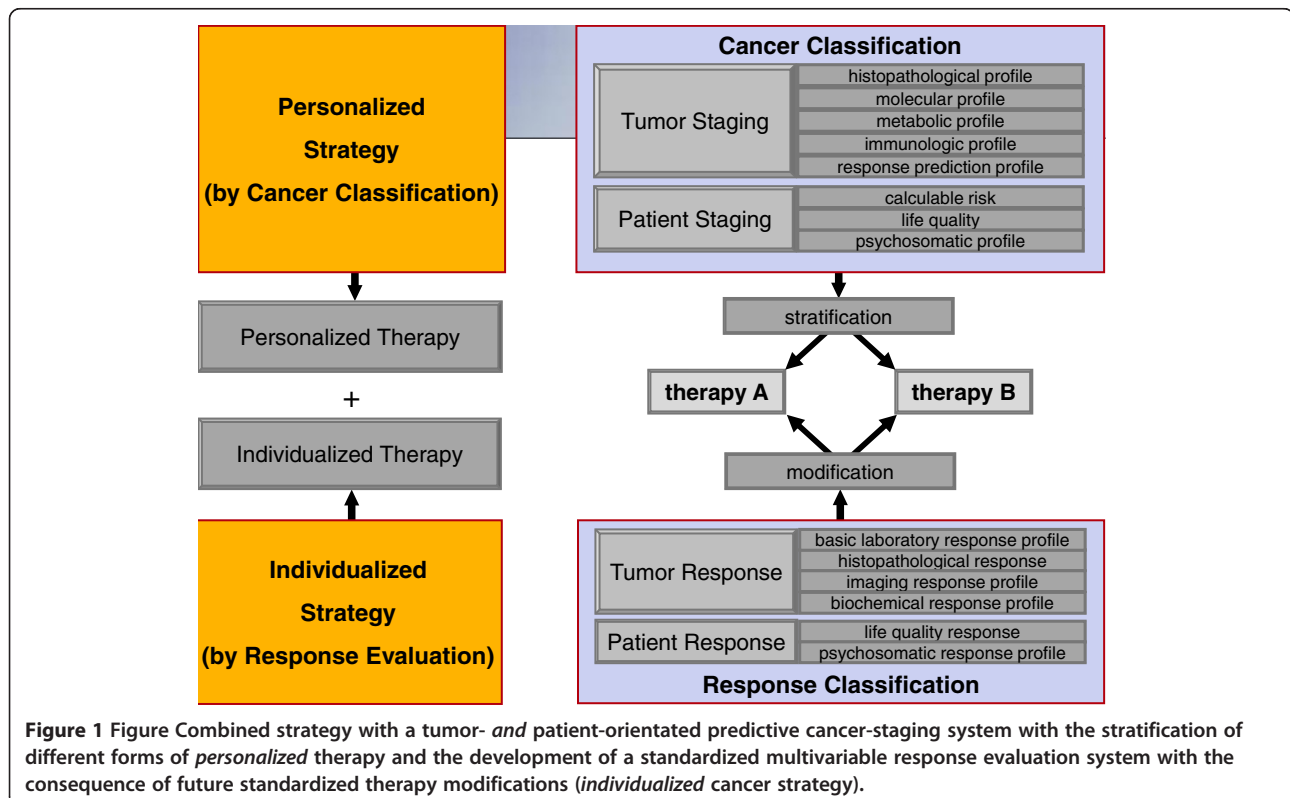 Personalized
Strategy
(by Cancer Classification)
Personalized Therapy
+
Individualized Therapy
Individualized
Strategy
(by Response Evaluation)
Cancer Classification
Tumor Staging
histopathological profile
molecular profile
metabolic profile
immunologic profile
response prediction profile
Patient Staging
calculable risk
life quality
psychosomatic profile
stratification
therapy A
therapy B
modification
Tumor Response
basic laboratory response profile
histopathological response
imaging response profile
biochemical response profile
Patient Response
life quality response
psychosomatic response profile
Response Classification
Figure 1 Figure Combined strategy with a tumor- and patient-orientated predictive cancer-staging system with the stratification of
different forms of personalized therapy and the development of a standardized multivariable response evaluation system with the
consequence of future standardized therapy modifications (individualized cancer strategy).